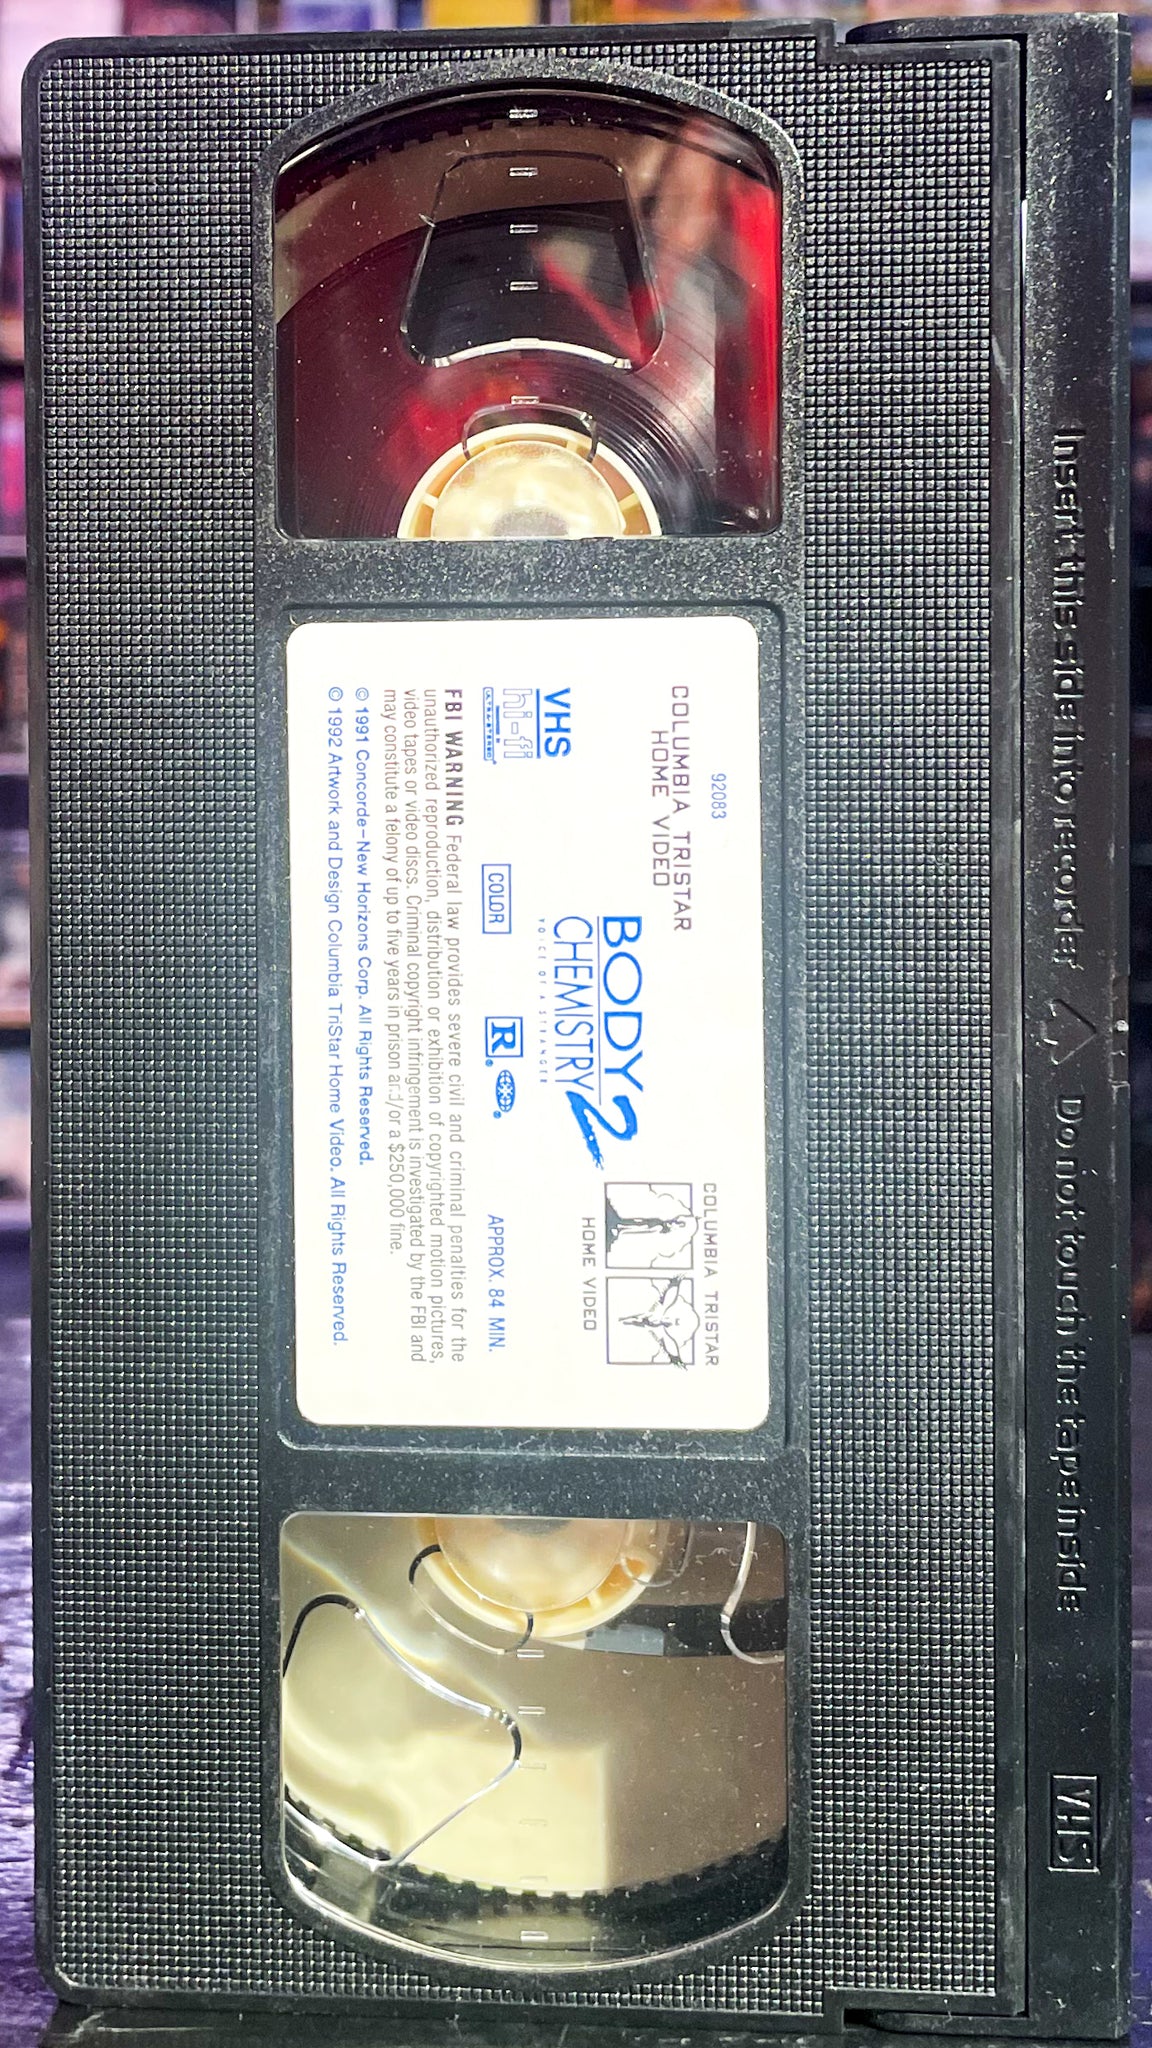 92083
COLUMBIA TRISTAR
HOME VIDEO
COLUMBIA TRISTAR
HOME VIDEO
BODY
CHEMISTRY 2
VOICE OF A STRANGER
VHS
hi-fi
COLOR
R®
®
APPROX. 84 MIN.
FBI WARNING Federal law provides severe civil and criminal penalties for the
unauthorized reproduction, distribution or exhibition of copyrighted motion pictures,
video tapes or video discs. Criminal copyright infringement is investigated by the FBI and
may constitute a felony of up to five years in prison and/or a $250,000 fine.
© 1991 Concorde–New Horizons Corp. All Rights Reserved.
© 1992 Artwork and Design Columbia TriStar Home Video. All Rights Reserved.
Insert this side into recorder △ Do not touch the tape inside
VHS